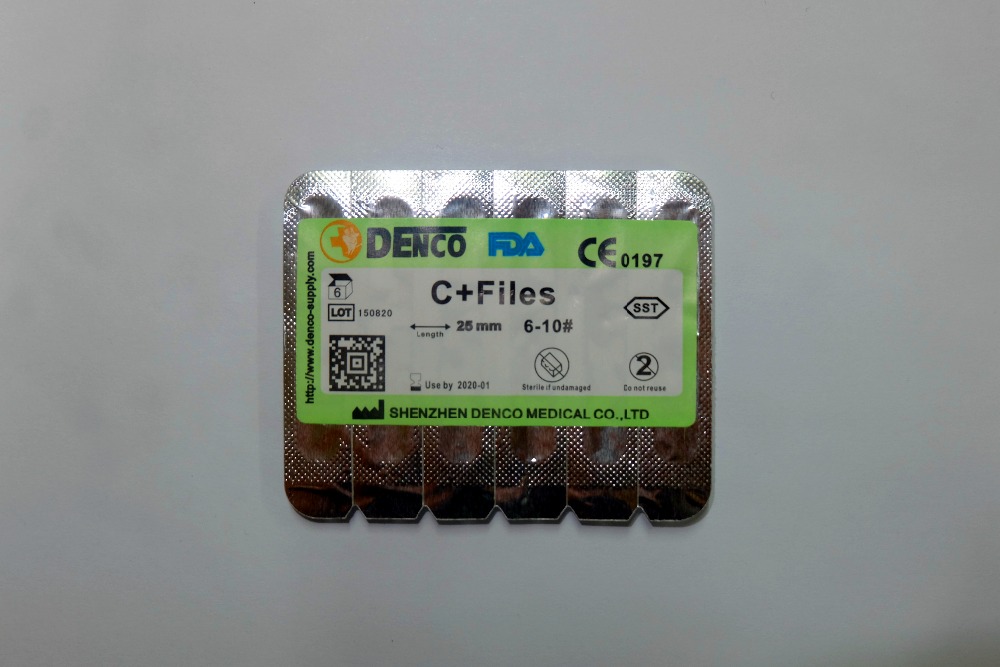 DENCO FDA CE 0197
http://www.denco-supply.com
6
C+Files
SST
LOT 150820
Length
25 mm
6-10#
2
Use by 2020-01
Sterile if undamaged
Do not reuse
SHENZHEN DENCO MEDICAL CO.,LTD